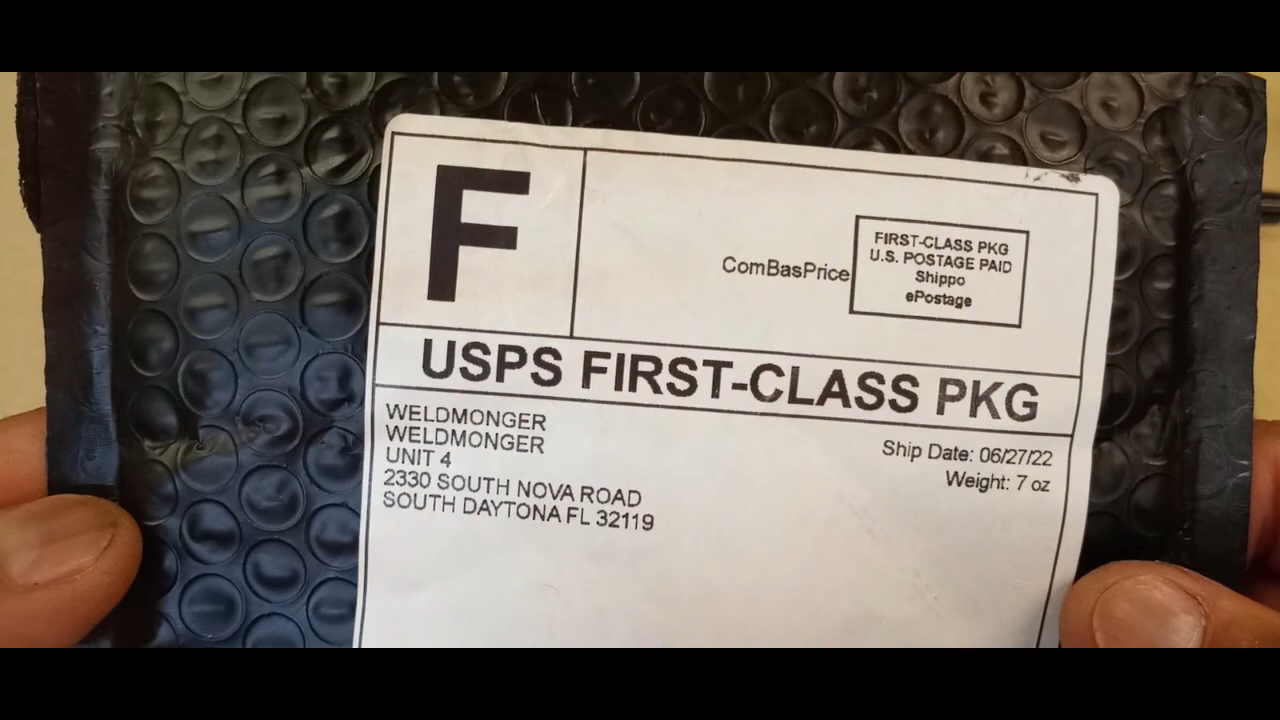 F
ComBasPrice
FIRST-CLASS PKG
U.S. POSTAGE PAID
Shippo
ePostage
USPS FIRST-CLASS PKG
WELDMONGER
WELDMONGER
UNIT 4
2330 SOUTH NOVA ROAD
SOUTH DAYTONA FL 32119
Ship Date: 06/27/22
Weight: 7 oz